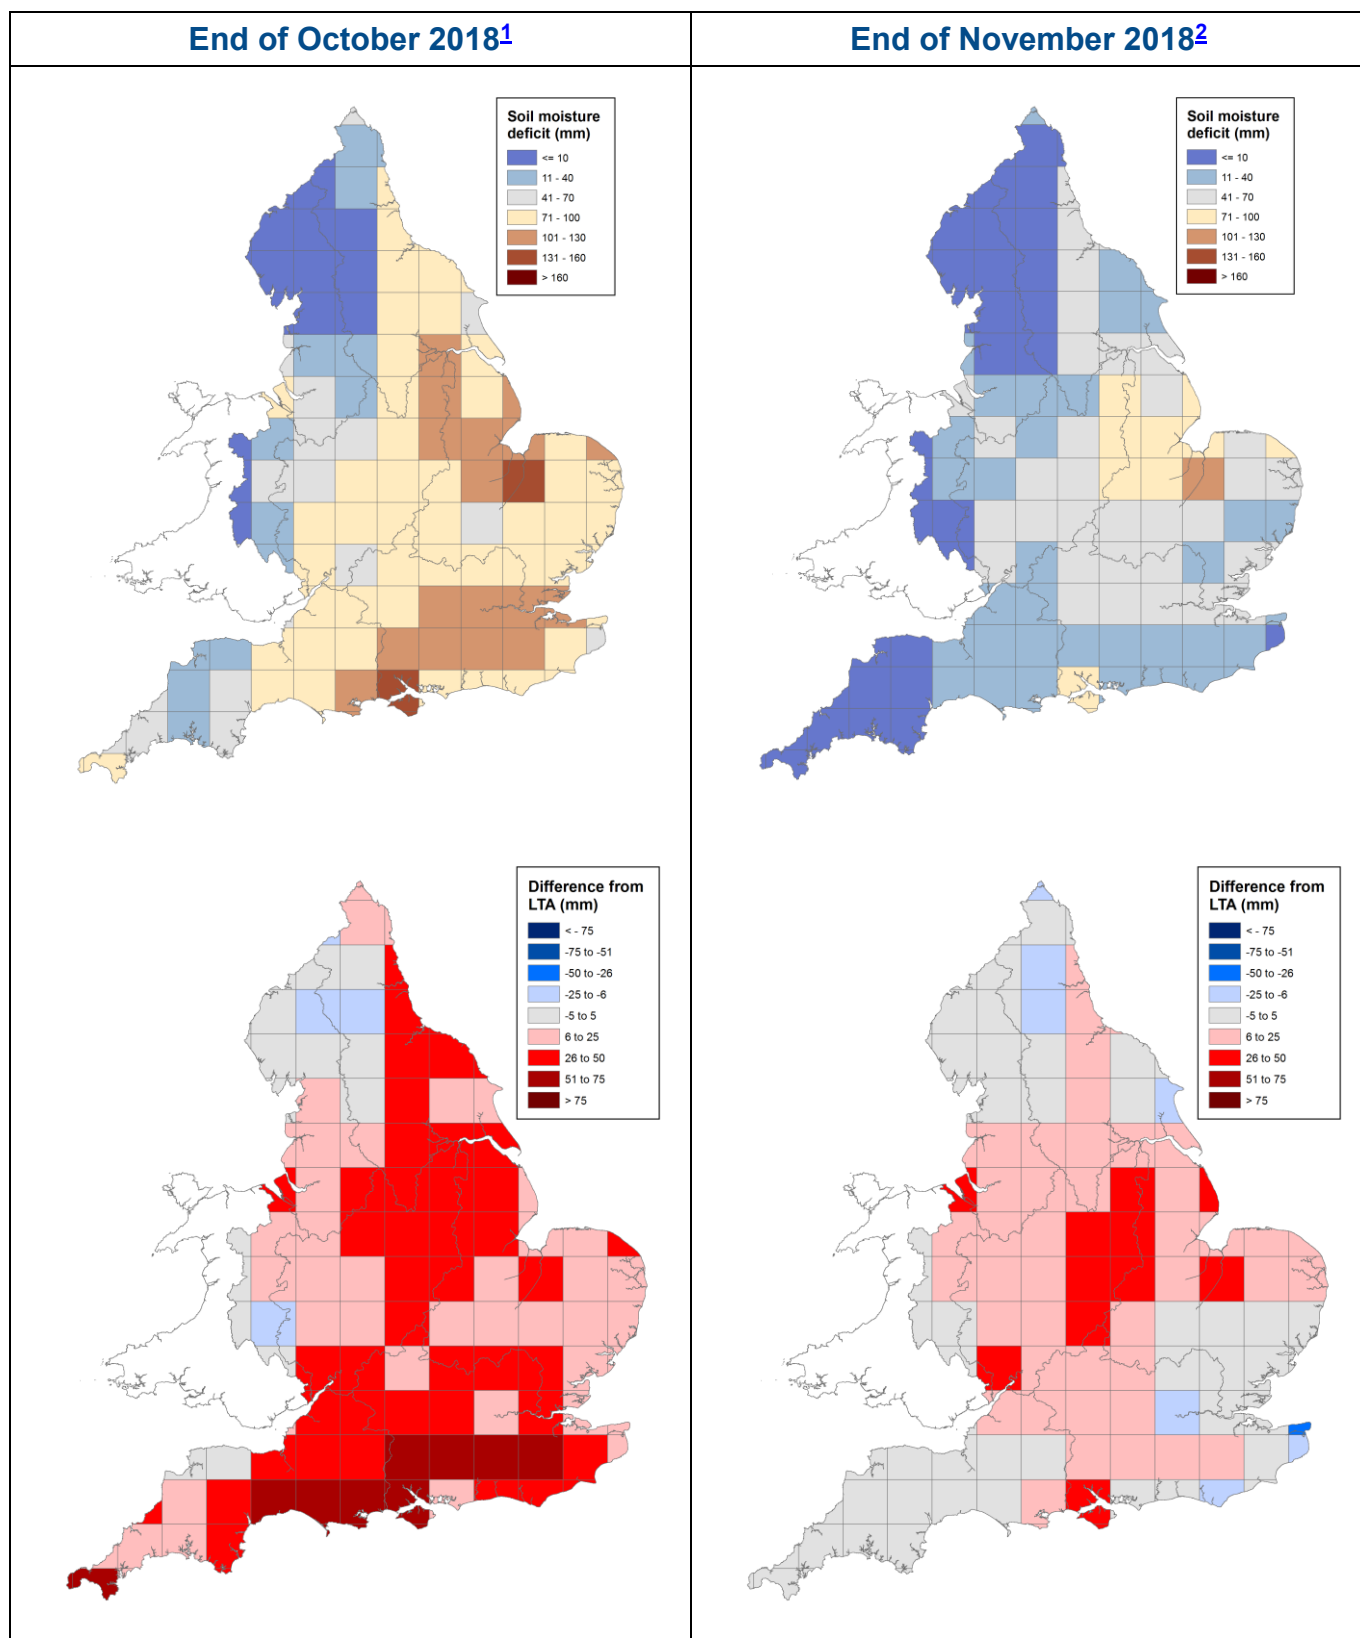 End of October 20181
End of November 20182
Soil moisture
deficit (mm)
<= 10
11 - 40
41 - 70
71 - 100
101 - 130
131 - 160
> 160
Soil moisture
deficit (mm)
<= 10
11 - 40
41 - 70
71 - 100
101 - 130
131 - 160
> 160
Difference from
LTA (mm)
< - 75
-75 to -51
-50 to -26
-25 to -6
-5 to 5
6 to 25
26 to 50
51 to 75
> 75
Difference from
LTA (mm)
< - 75
-75 to -51
-50 to -26
-25 to -6
-5 to 5
6 to 25
26 to 50
51 to 75
> 75